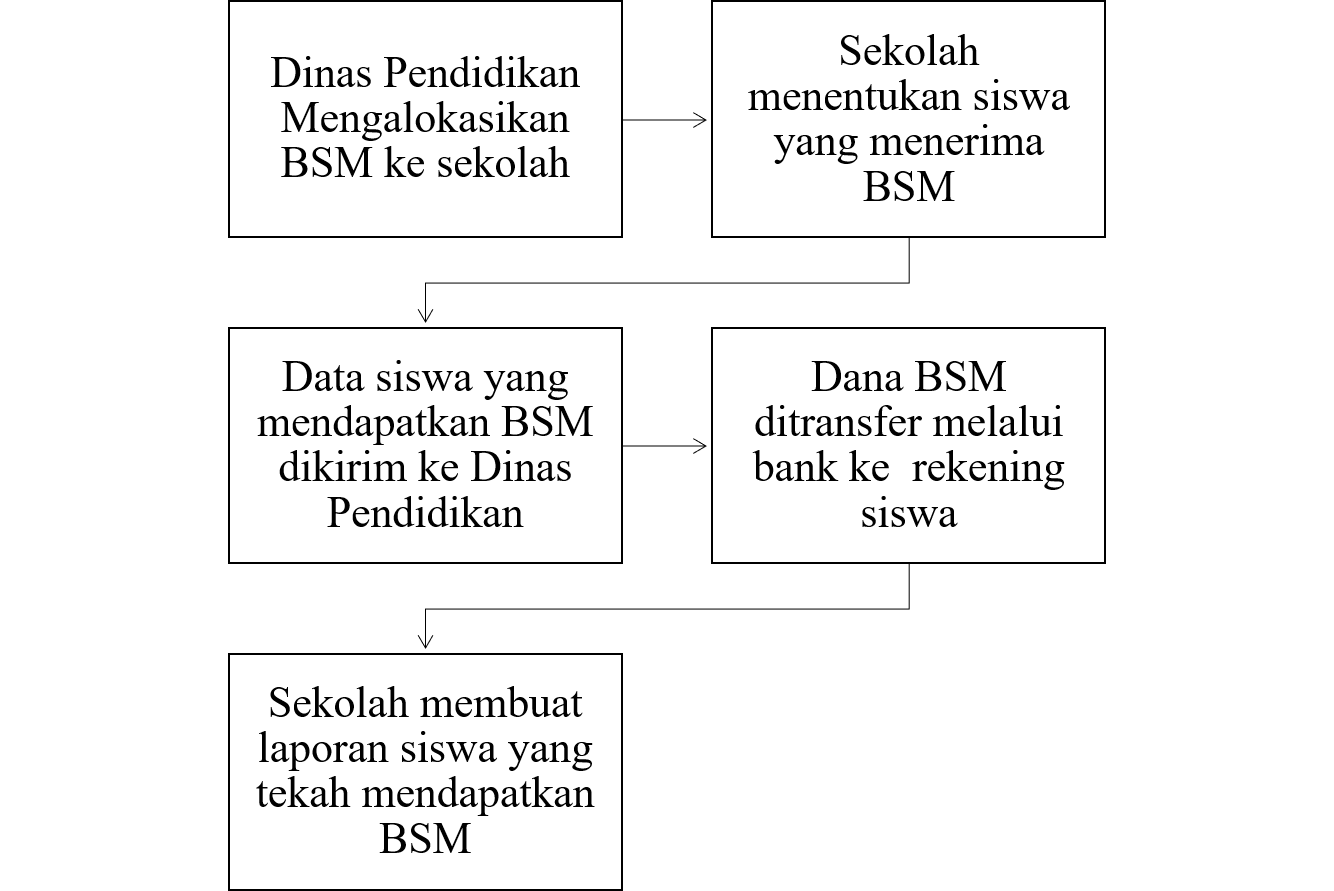 Dinas Pendidikan
Mengalokasikan
BSM ke sekolah
Sekolah
menentukan siswa
yang menerima
BSM
Data siswa yang
mendapatkan BSM
dikirim ke Dinas
Pendidikan
Dana BSM
ditransfer melalui
bank ke  rekening
siswa
Sekolah membuat
laporan siswa yang
tekah mendapatkan
BSM